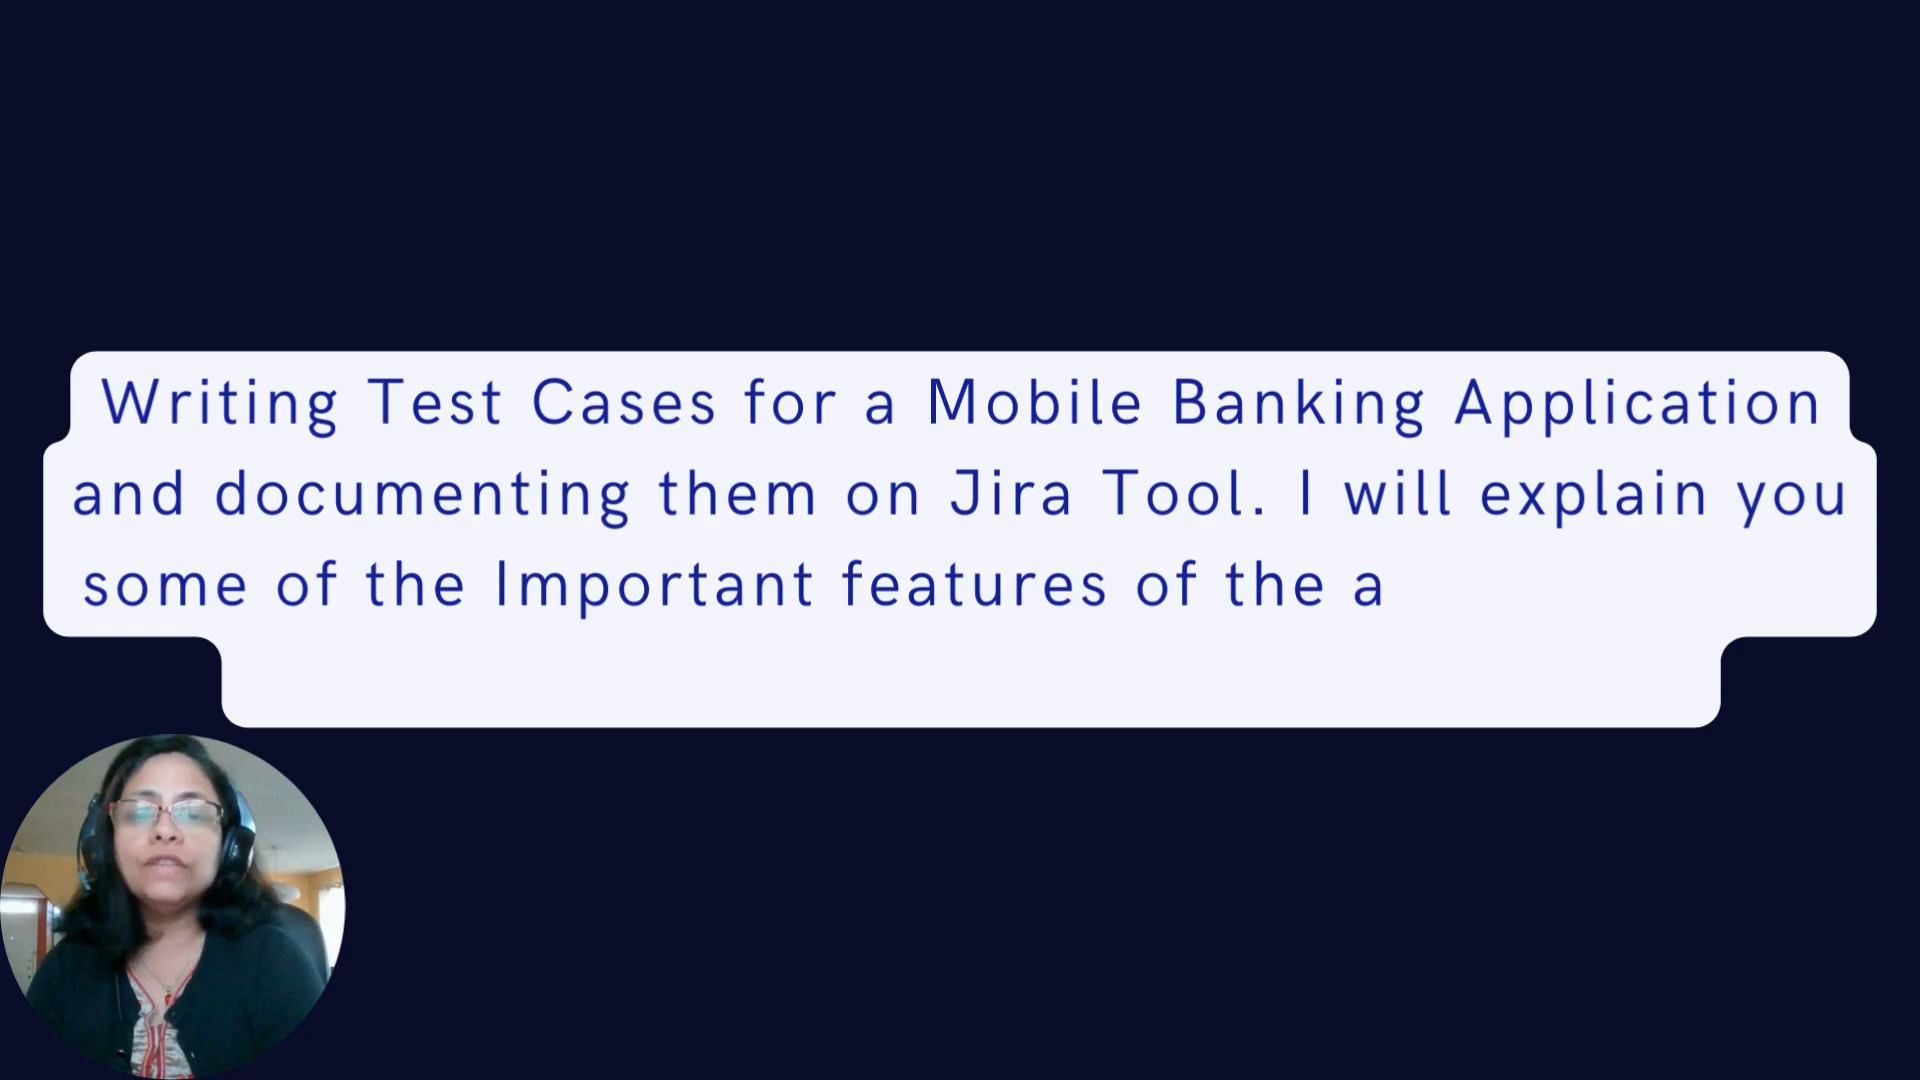 Writing Test Cases for a Mobile Banking Application
and documenting them on Jira Tool. I will explain you
some of the Important features of the a